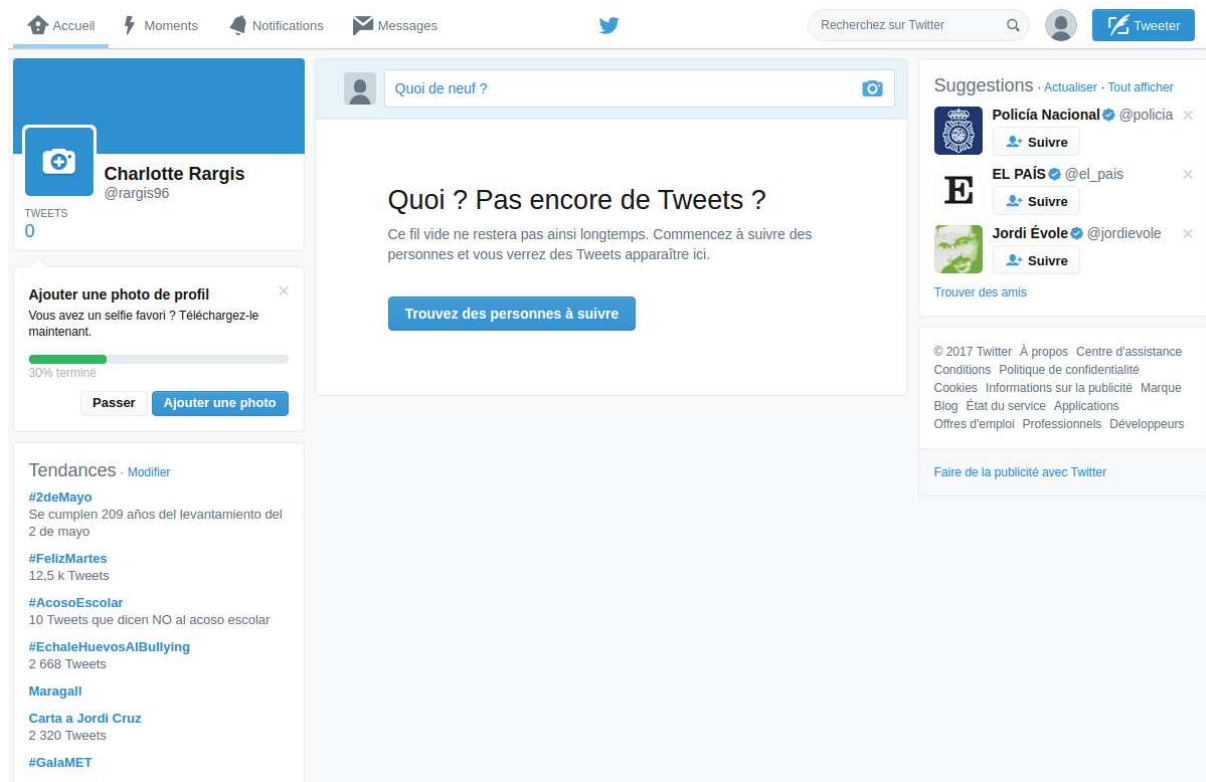 Accueil
Moments
Notifications
Messages
Recherchez sur Twitter
Tweeter
Charlotte Rargis
@rargis96
TWEETS
0
Ajouter une photo de profil
Vous avez un selfie favori ? Téléchargez-le
maintenant.
30% terminé
Passer
Ajouter une photo
Tendances · Modifier
#2deMayo
Se cumplen 209 años del levantamiento del
2 de mayo
#FelizMartes
12,5 k Tweets
#AcosoEscolar
10 Tweets que dicen NO al acoso escolar
#EchaleHuevosAlBullying
2 668 Tweets
Maragall
Carta a Jordi Cruz
2 320 Tweets
#GalaMET
Quoi de neuf ?
Quoi ? Pas encore de Tweets ?
Ce fil vide ne restera pas ainsi longtemps. Commencez à suivre des
personnes et vous verrez des Tweets apparaître ici.
Trouvez des personnes à suivre
Suggestions · Actualiser · Tout afficher
Policía Nacional @policia
Suivre
E
EL PAÍS @el_pais
Suivre
Jordi Évole @jordievole
Suivre
Trouver des amis
© 2017 Twitter À propos Centre d'assistance
Conditions Politique de confidentialité
Cookies Informations sur la publicité Marque
Blog État du service Applications
Offres d'emploi Professionnels Développeurs
Faire de la publicité avec Twitter